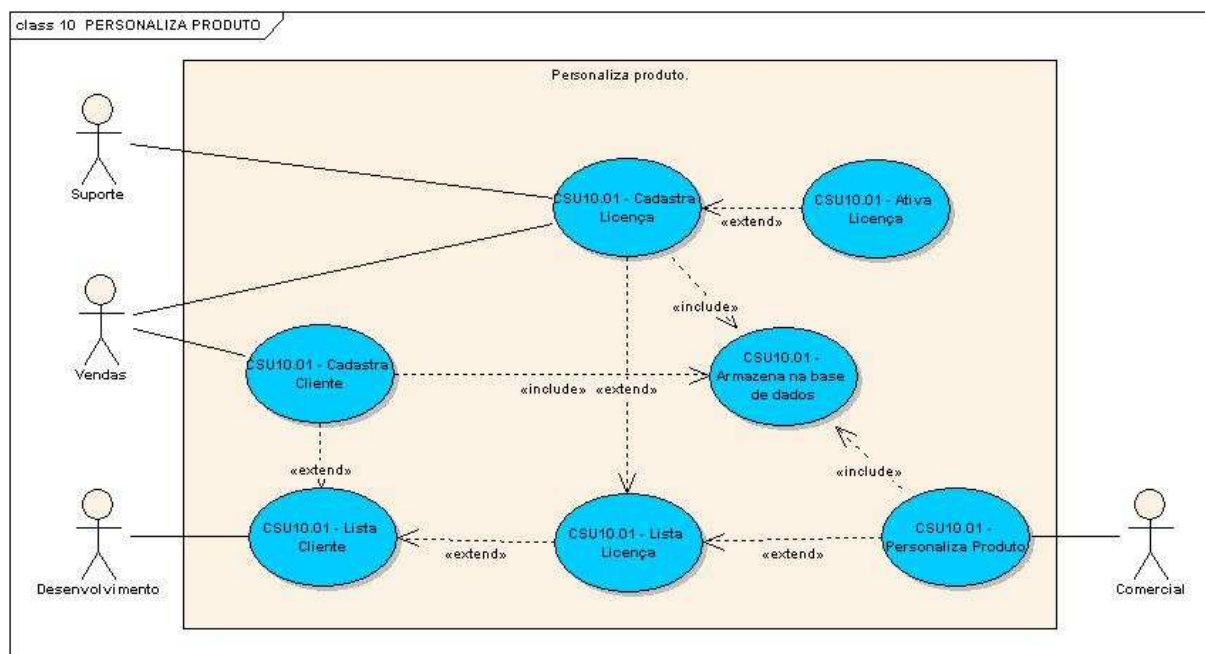 class 10 PERSONALIZA PRODUTO
Personaliza produto.
Suporte
CSU10.01 - Cadastra
Licença
CSU10.01 - Ativa
Licença
«extend»
Vendas
«include»
CSU10.01 - Cadastra
Cliente
CSU10.01 -
Armazena na base
de dados
«include»
«extend»
«extend»
«include»
Desenvolvimento
CSU10.01 - Lista
Cliente
«extend»
CSU10.01 - Lista
Licença
«extend»
CSU10.01 -
Personaliza Produto
Comercial